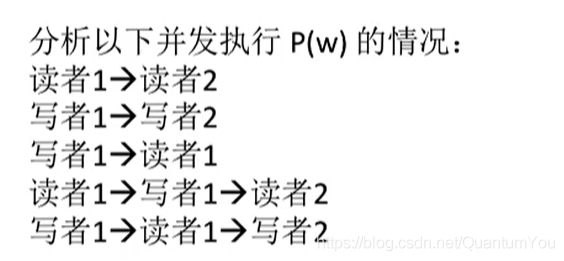 分析以下并发执行 P(w) 的情况：
读者1→读者2
写者1→写者2
写者1→读者1
读者1→写者1→读者2
写者1→读者1→写者2
https://blog.csdn.net/QuantumYou